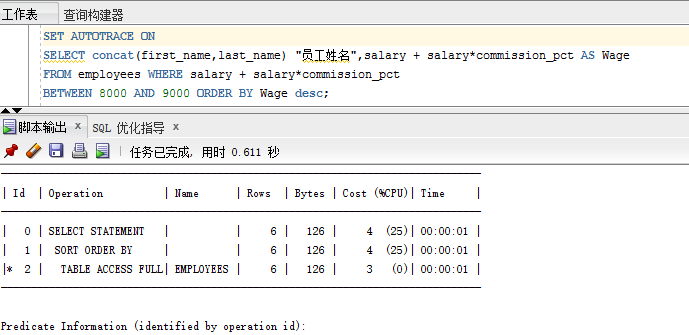 工作表 查询构建器
SET AUTOTRACE ON
SELECT concat(first_name,last_name) "员工姓名",salary + salary*commission_pct AS Wage
FROM employees WHERE salary + salary*commission_pct
BETWEEN 8000 AND 9000 ORDER BY Wage desc;
脚本输出 x SQL 优化指导 x
任务已完成, 用时 0.611 秒
| Id | Operation | Name | Rows | Bytes | Cost (%CPU)| Time |
| 0 | SELECT STATEMENT | | 6 | 126 | 4 (25)| 00:00:01 |
| 1 | SORT ORDER BY | | 6 | 126 | 4 (25)| 00:00:01 |
|* 2 | TABLE ACCESS FULL| EMPLOYEES | 6 | 126 | 3 (0)| 00:00:01 |
Predicate Information (identified by operation id):